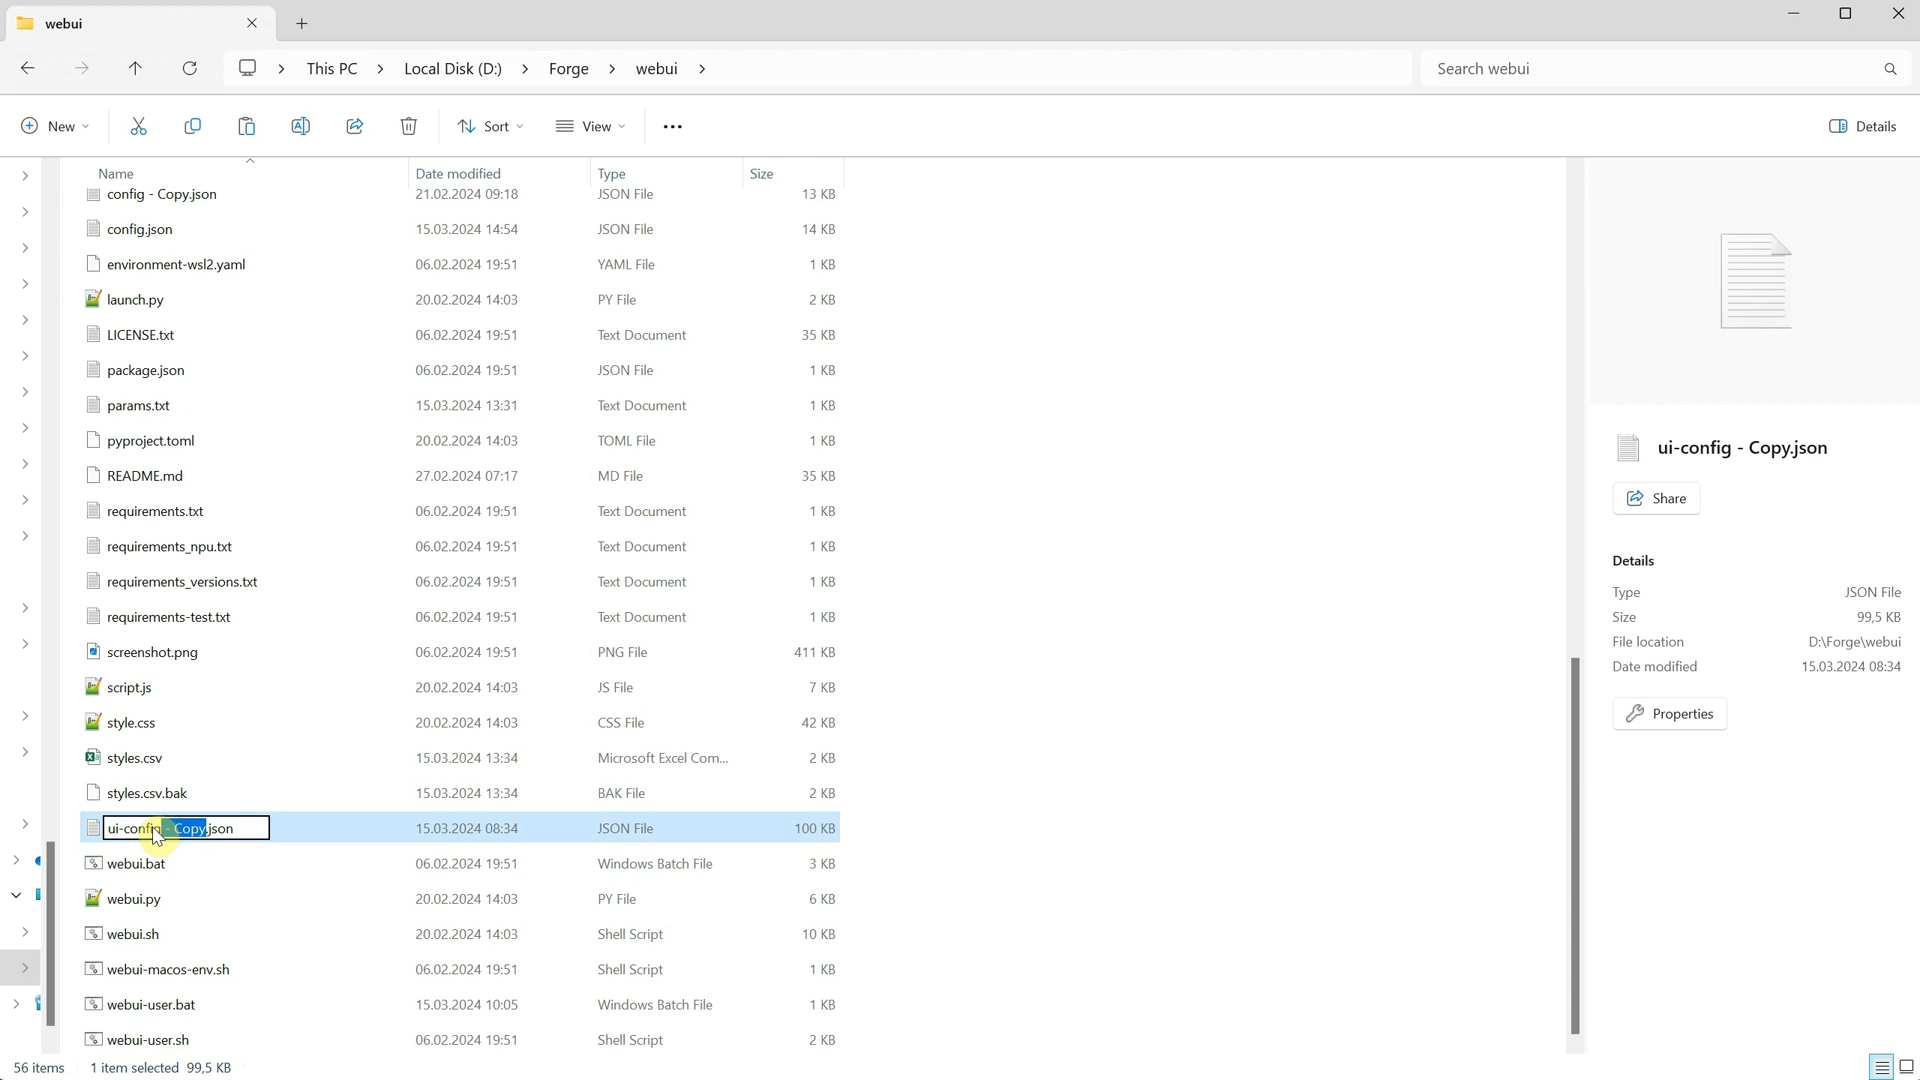 webui
This PC > Local Disk (D:) > Forge > webui >
Search webui
New
Sort
View
Details
Name Date modified Type Size
config - Copy.json 21.02.2024 09:18 JSON File 13 KB
config.json 15.03.2024 14:54 JSON File 14 KB
environment-wsl2.yaml 06.02.2024 19:51 YAML File 1 KB
launch.py 20.02.2024 14:03 PY File 2 KB
LICENSE.txt 06.02.2024 19:51 Text Document 35 KB
package.json 06.02.2024 19:51 JSON File 1 KB
params.txt 15.03.2024 13:31 Text Document 1 KB
pyproject.toml 20.02.2024 14:03 TOML File 1 KB
README.md 27.02.2024 07:17 MD File 35 KB
requirements.txt 06.02.2024 19:51 Text Document 1 KB
requirements_npu.txt 06.02.2024 19:51 Text Document 1 KB
requirements_versions.txt 06.02.2024 19:51 Text Document 1 KB
requirements-test.txt 06.02.2024 19:51 Text Document 1 KB
screenshot.png 06.02.2024 19:51 PNG File 411 KB
script.js 20.02.2024 14:03 JS File 7 KB
style.css 20.02.2024 14:03 CSS File 42 KB
styles.csv 15.03.2024 13:34 Microsoft Excel Com... 2 KB
styles.csv.bak 15.03.2024 13:34 BAK File 2 KB
ui-config - Copy.json 15.03.2024 08:34 JSON File 100 KB
webui.bat 06.02.2024 19:51 Windows Batch File 3 KB
webui.py 20.02.2024 14:03 PY File 6 KB
webui.sh 20.02.2024 14:03 Shell Script 10 KB
webui-macos-env.sh 06.02.2024 19:51 Shell Script 1 KB
webui-user.bat 15.03.2024 10:05 Windows Batch File 1 KB
webui-user.sh 06.02.2024 19:51 Shell Script 2 KB
ui-config - Copy.json
Share
Details
Type JSON File
Size 99,5 KB
File location D:\Forge\webui
Date modified 15.03.2024 08:34
Properties
56 items 1 item selected 99,5 KB